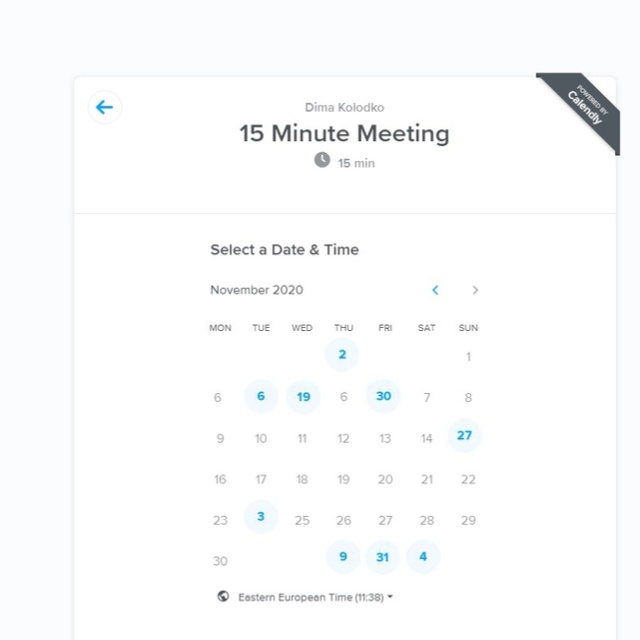 POWERED BY
Calendly
Dima Kolodko
15 Minute Meeting
15 min
Select a Date & Time
November 2020
MON TUE WED THU FRI SAT SUN
2 1
6 6 19 6 30 7 8
9 10 11 12 13 14 27
16 17 18 19 20 21 22
23 3 25 26 27 28 29
30 9 31 4
Eastern European Time (11:38)